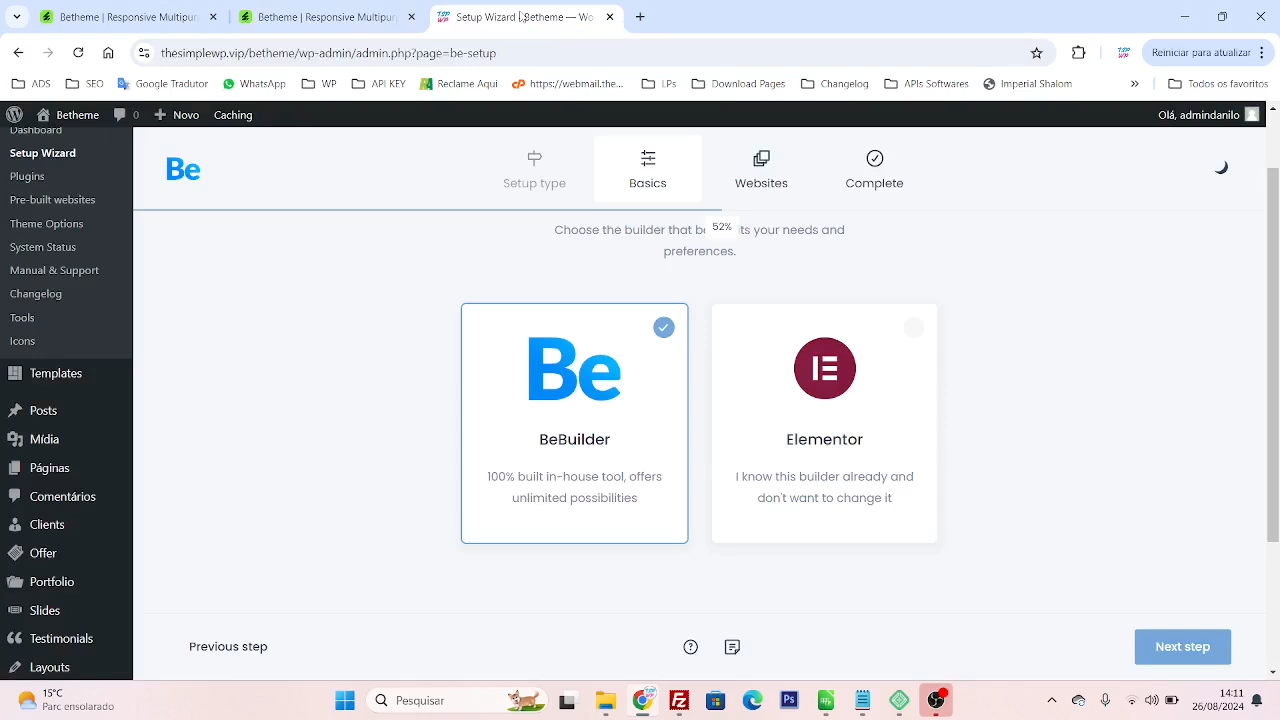 Betheme | Responsive Multipur
Betheme | Responsive Multipur
Setup Wizard ‹ Betheme — Wo
thesimplewp.vip/betheme/wp-admin/admin.php?page=be-setup
Reiniciar para atualizar
ADS
SEO
Google Tradutor
WhatsApp
WP
API KEY
Reclame Aqui
https://webmail.the...
LPs
Download Pages
Changelog
APIs Softwares
Imperial Shalom
»
Todos os favoritos
Betheme
0
Novo
Caching
Olá, admindanilo
Dashboard
Setup Wizard
Plugins
Pre-built websites
Theme Options
System Status
Manual & Support
Changelog
Tools
Icons
Templates
Posts
Mídia
Páginas
Comentários
Clients
Offer
Portfolio
Slides
Testimonials
Layouts
Be
Setup type
Basics
Websites
Complete
52%
Choose the builder that be ts your needs and
preferences.
Be
BeBuilder
100% built in-house tool, offers
unlimited possibilities
Elementor
I know this builder already and
don't want to change it
Previous step
Next step
15°C
Parc ensolarado
Pesquisar
14:11
26/08/2024